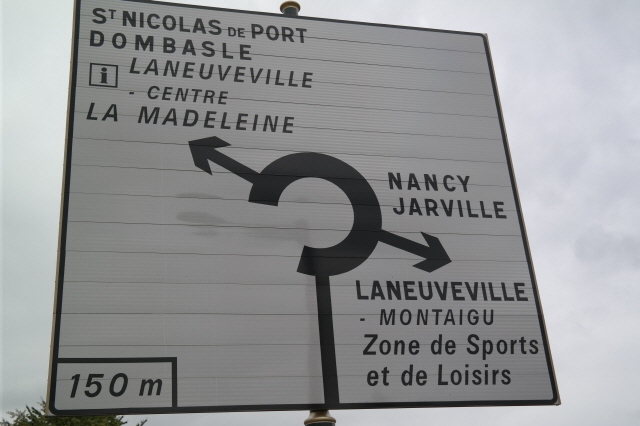 ST NICOLAS DE PORT
DOMBASLE
i LANEUVEVILLE
- CENTRE
LA MADELEINE
NANCY
JARVILLE
LANEUVEVILLE
- MONTAIGU
Zone de Sports
et de Loisirs
150 m